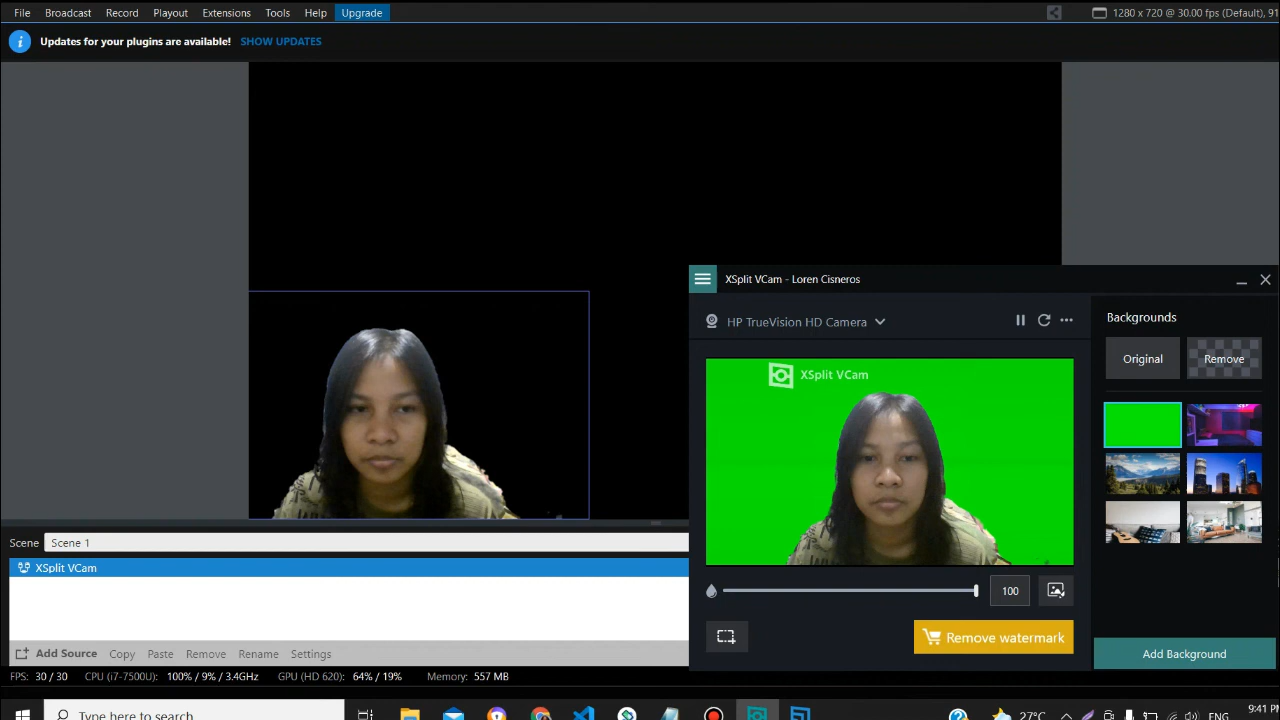 File Broadcast Record Playout Extensions Tools Help Upgrade 1280 x 720 @ 30.00 fps (Default), 91
Updates for your plugins are available! SHOW UPDATES
XSplit VCam - Loren Cisneros
HP TrueVision HD Camera
XSplit VCam
100
Remove watermark
Backgrounds
Original Remove
Add Background
Scene Scene 1
XSplit VCam
Add Source Copy Paste Remove Rename Settings
FPS: 30 / 30 CPU (i7-7500U): 100% / 9% / 3.4GHz GPU (HD 620): 64% / 19% Memory: 557 MB
Type here to search 27°C ENG 9:41 PM